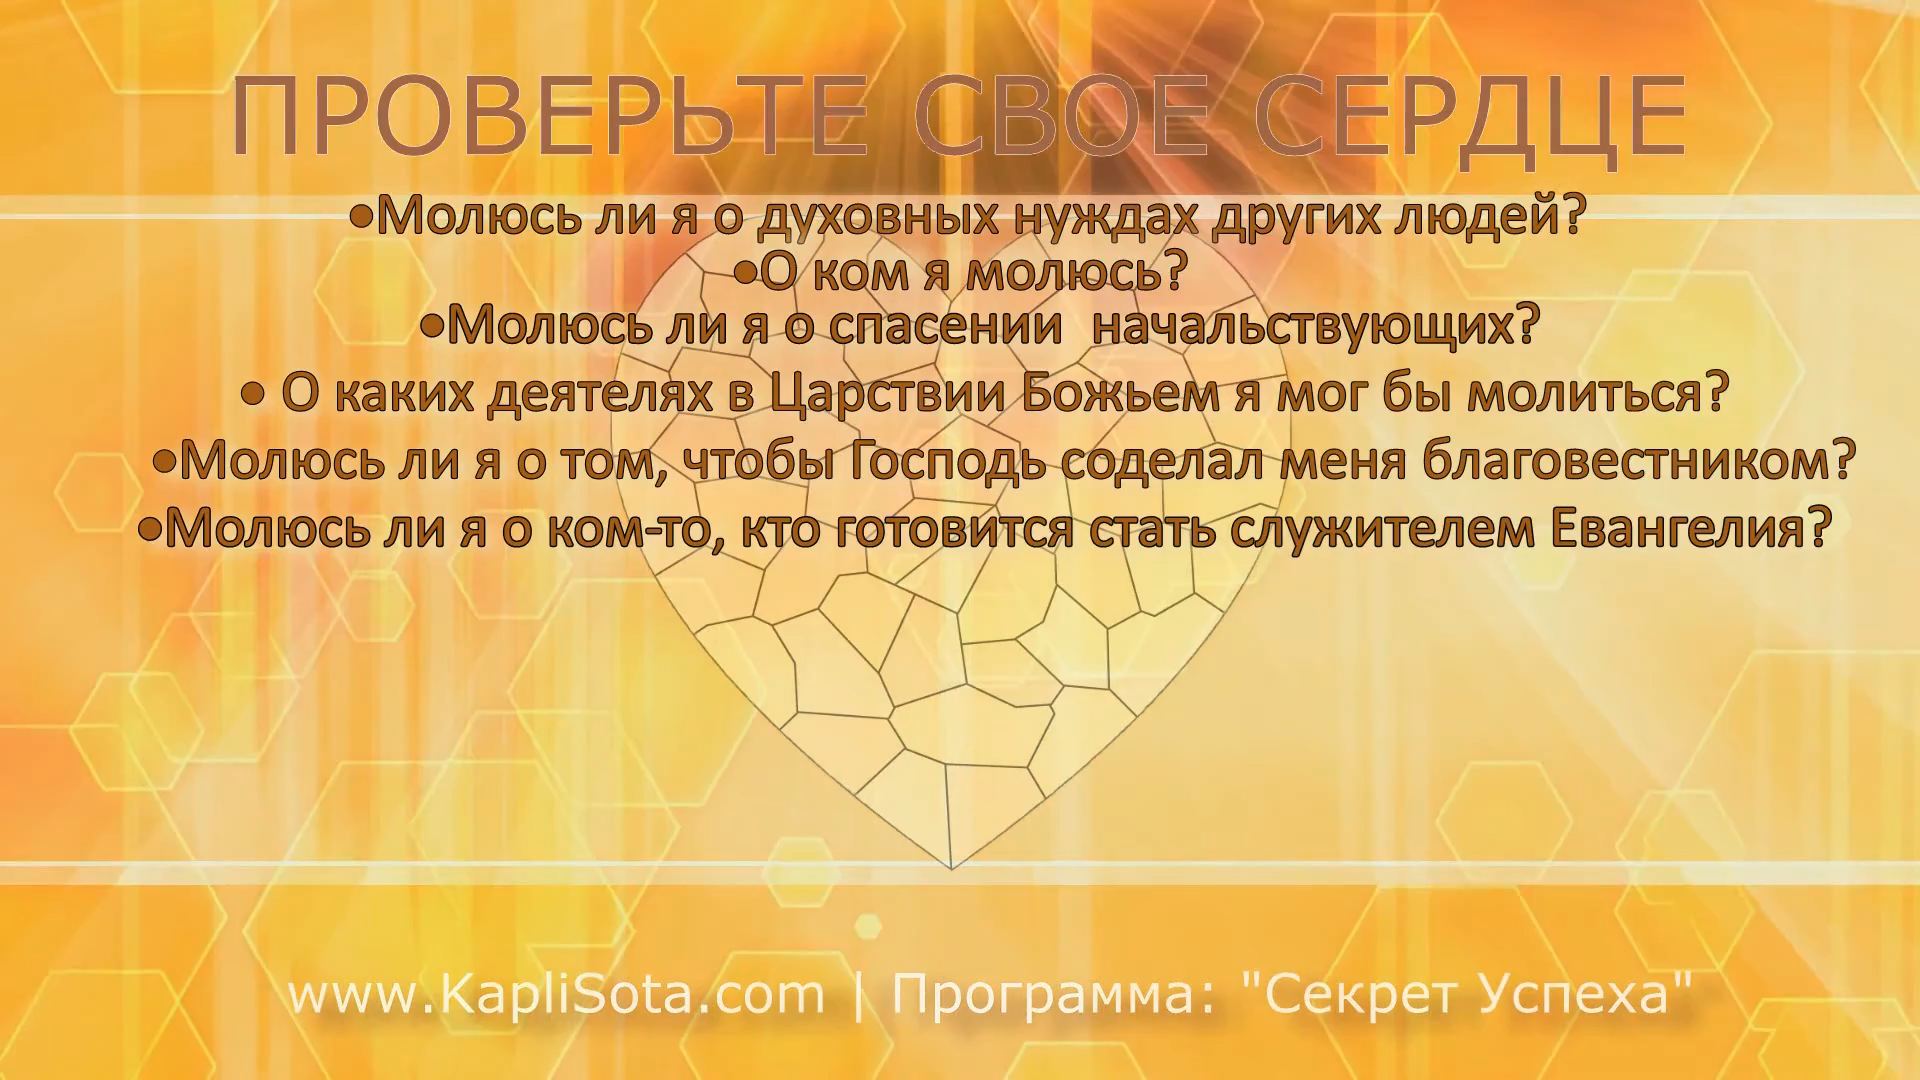 ПРОВЕРЬТЕ СВОЕ СЕРДЦЕ
•Молюсь ли я о духовных нуждах других людей?
•О ком я молюсь?
•Молюсь ли я о спасении начальствующих?
• О каких деятелях в Царствии Божьем я мог бы молиться?
•Молюсь ли я о том, чтобы Господь соделал меня благовестником?
•Молюсь ли я о ком-то, кто готовится стать служителем Евангелия?
www.KapliSota.com | Программа: "Секрет Успеха"